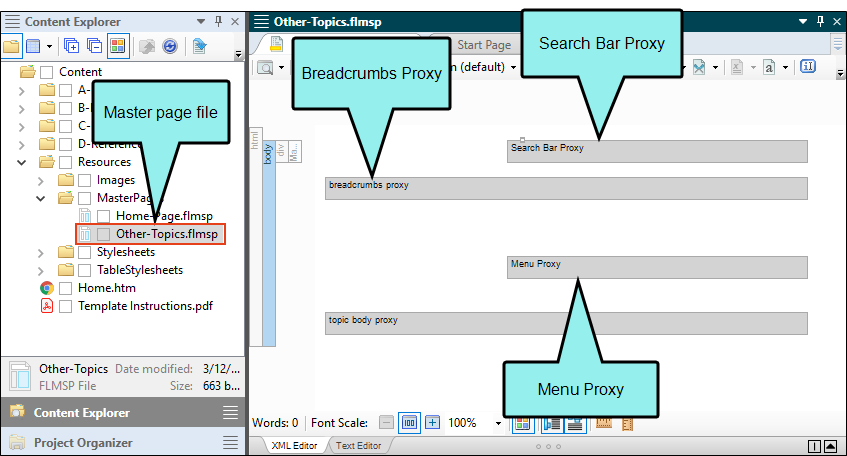 Content Explorer
Content
A-
B-
C-
D-Reference
Resources
Images
MasterPages
Home-Page.flmsp
Other-Topics.flmsp
Stylesheets
TableStylesheets
Home.htm
Template Instructions.pdf
Other-Topics Date modified: 3/12/...
FLMSP File Size: 663 b...
Content Explorer
Project Organizer
Master page file
Other-Topics.flmsp
Start Page
(default)
Breadcrumbs Proxy
Search Bar Proxy
html
body
div
Ma...
Search Bar Proxy
breadcrumbs proxy
Menu Proxy
topic body proxy
Menu Proxy
Words: 0 Font Scale: 100%
XML Editor Text Editor